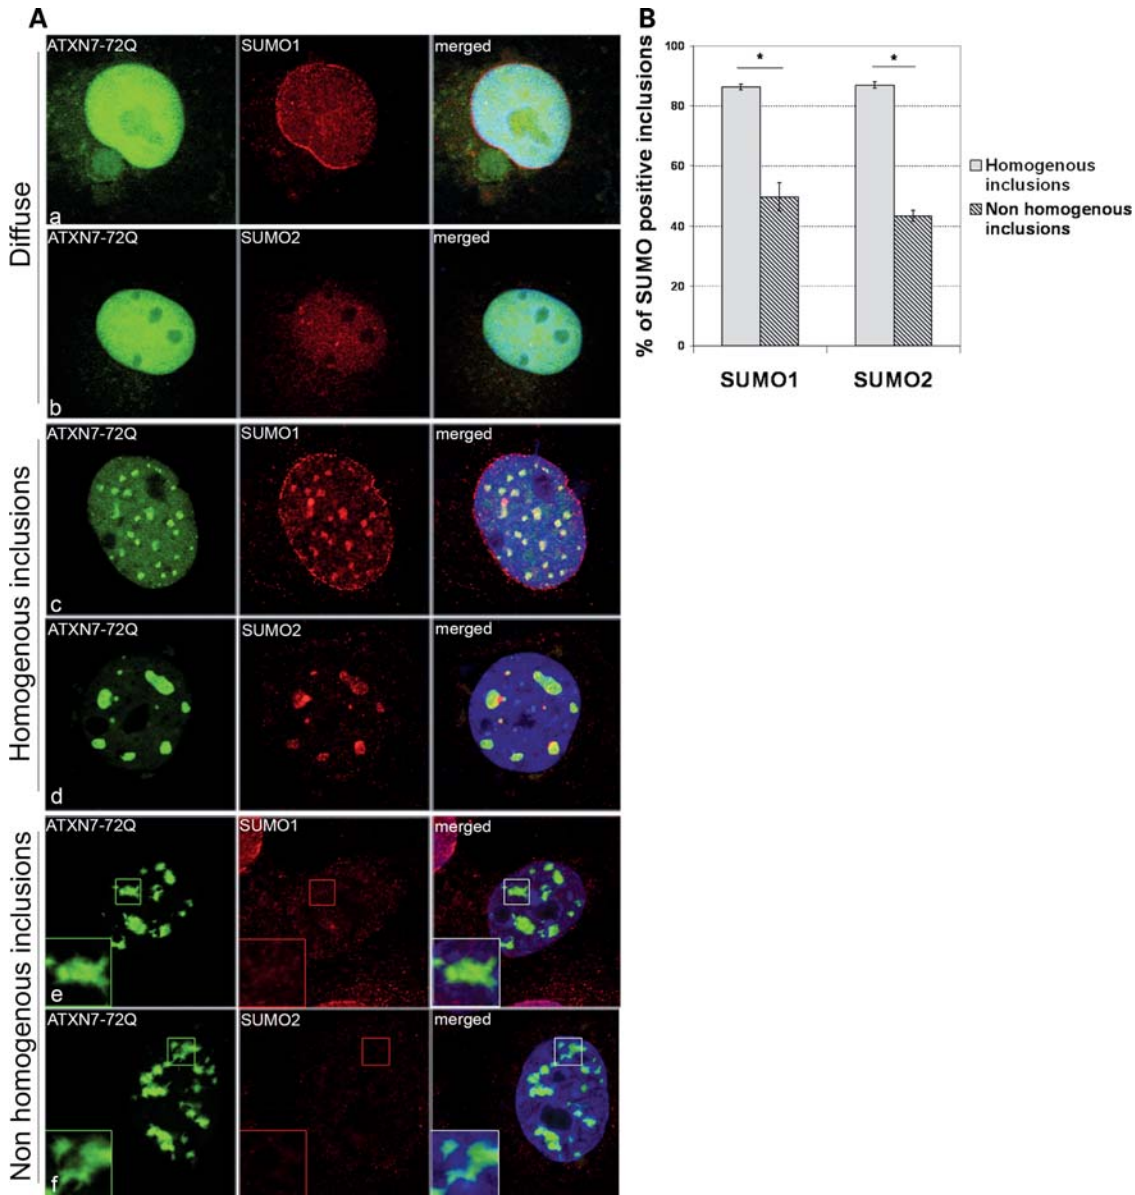 A
Diffuse
ATXN7-72Q SUMO1 merged
a
ATXN7-72Q SUMO2 merged
b
Homogenous inclusions
ATXN7-72Q SUMO1 merged
c
ATXN7-72Q SUMO2 merged
d
Non homogenous inclusions
ATXN7-72Q SUMO1 merged
e
ATXN7-72Q SUMO2 merged
f
B
% of SUMO positive inclusions
100
80
60
40
20
0
* *
SUMO1 SUMO2
Homogenous
inclusions
Non homogenous
inclusions